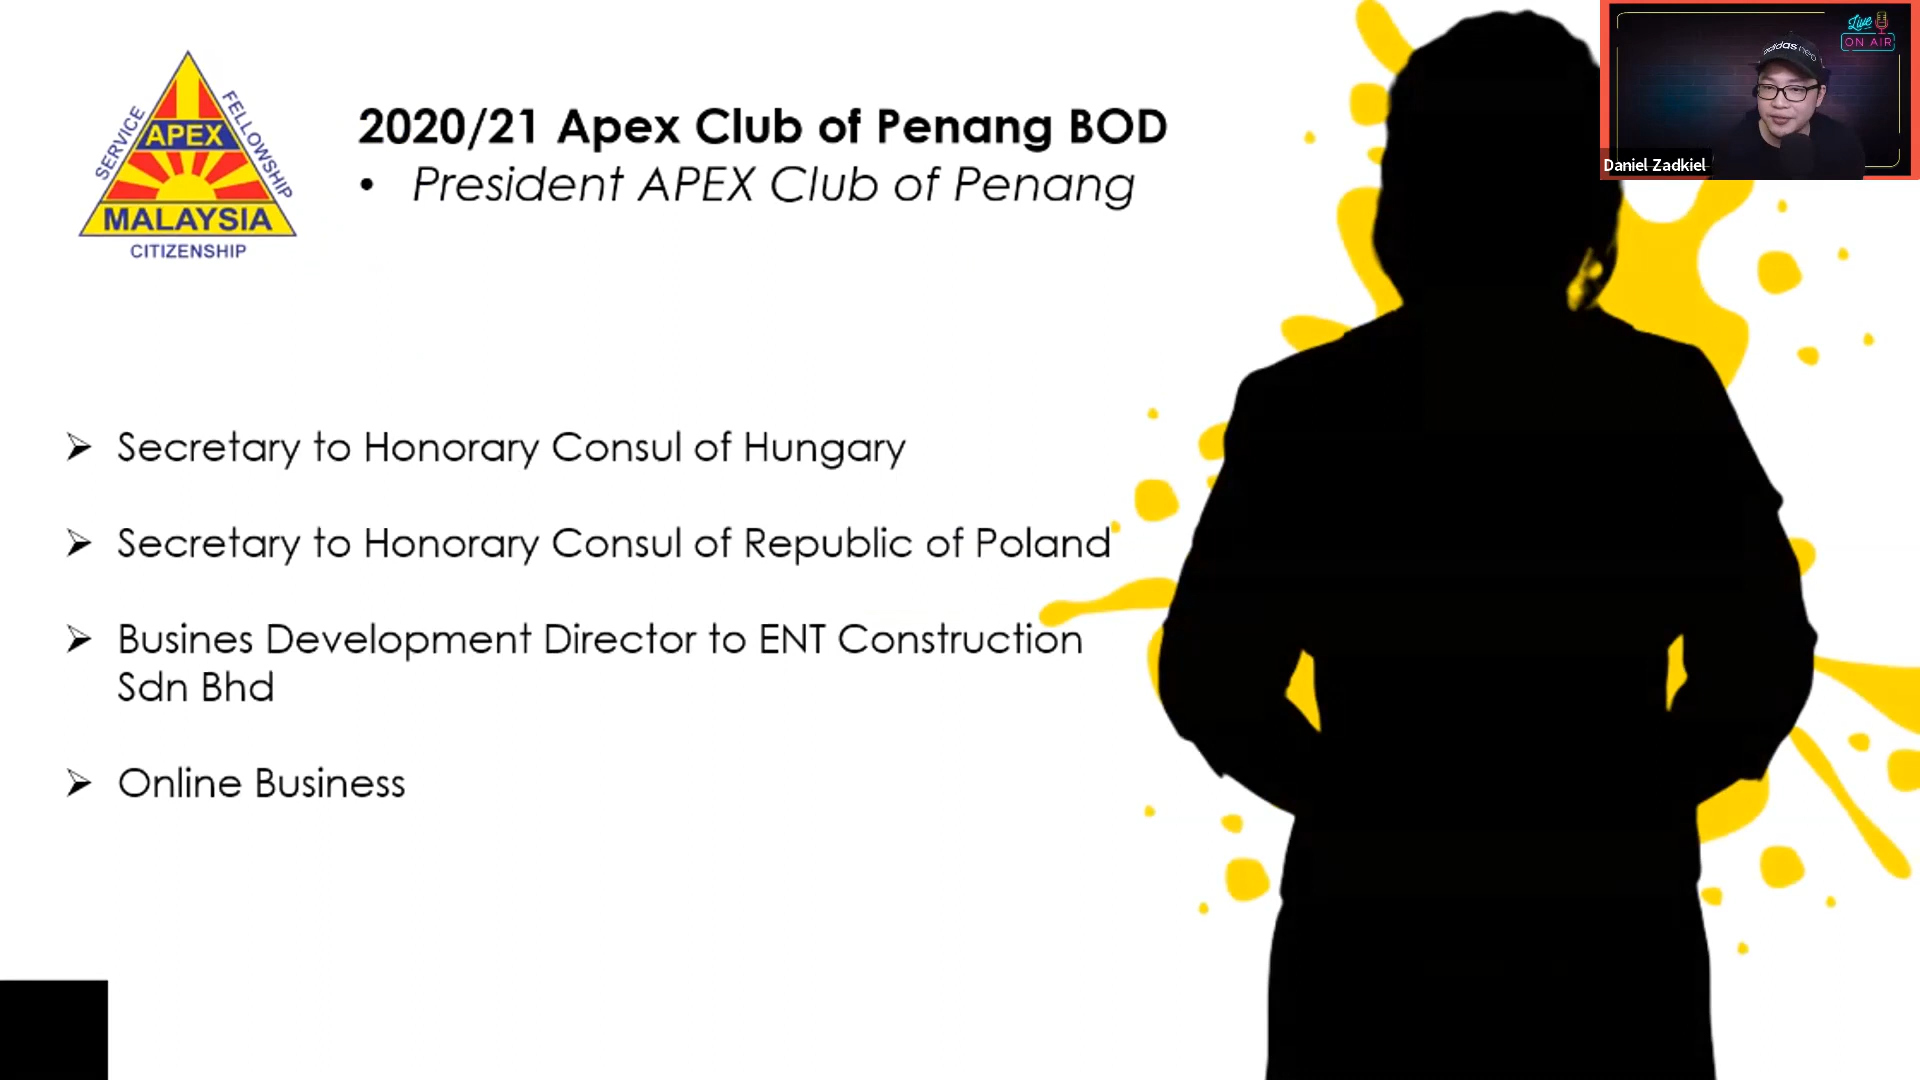 SERVICE
FELLOWSHIP
APEX
MALAYSIA
CITIZENSHIP
2020/21 Apex Club of Penang BOD
• President APEX Club of Penang
➢ Secretary to Honorary Consul of Hungary
➢ Secretary to Honorary Consul of Republic of Poland
➢ Busines Development Director to ENT Construction
Sdn Bhd
➢ Online Business
Live
ON AIR
adidas neo
Daniel Zadkiel